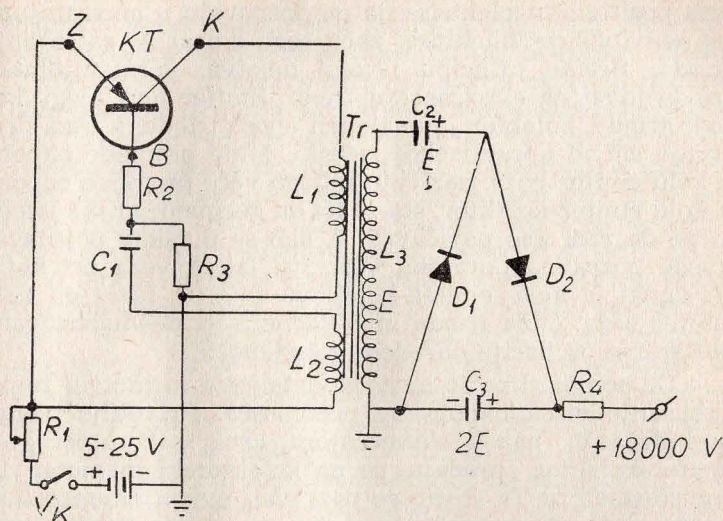 Z KT K
B
R2
C1
R3
Tr
L1
L2
L3
E
C2
- +
E
D1
D2
C3
- +
2E
R4
+18000 V
R1
5-25 V
+ -
VK